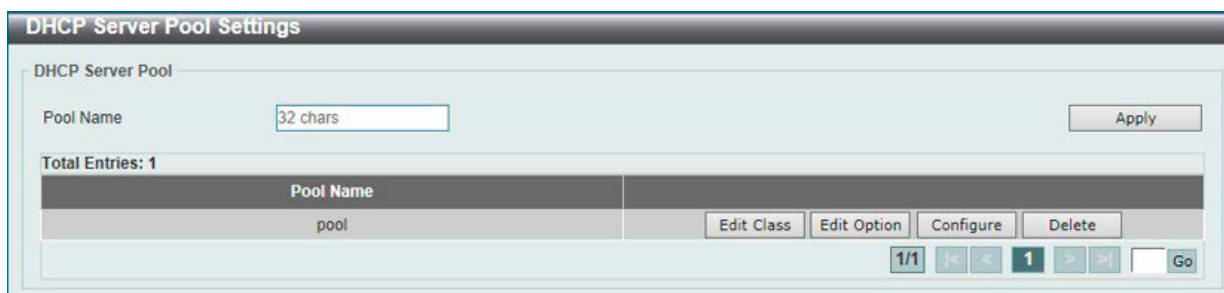 DHCP Server Pool Settings
DHCP Server Pool
Pool Name 32 chars Apply
Total Entries: 1
Pool Name
pool Edit Class Edit Option Configure Delete
1/1 |< < 1 > >| Go